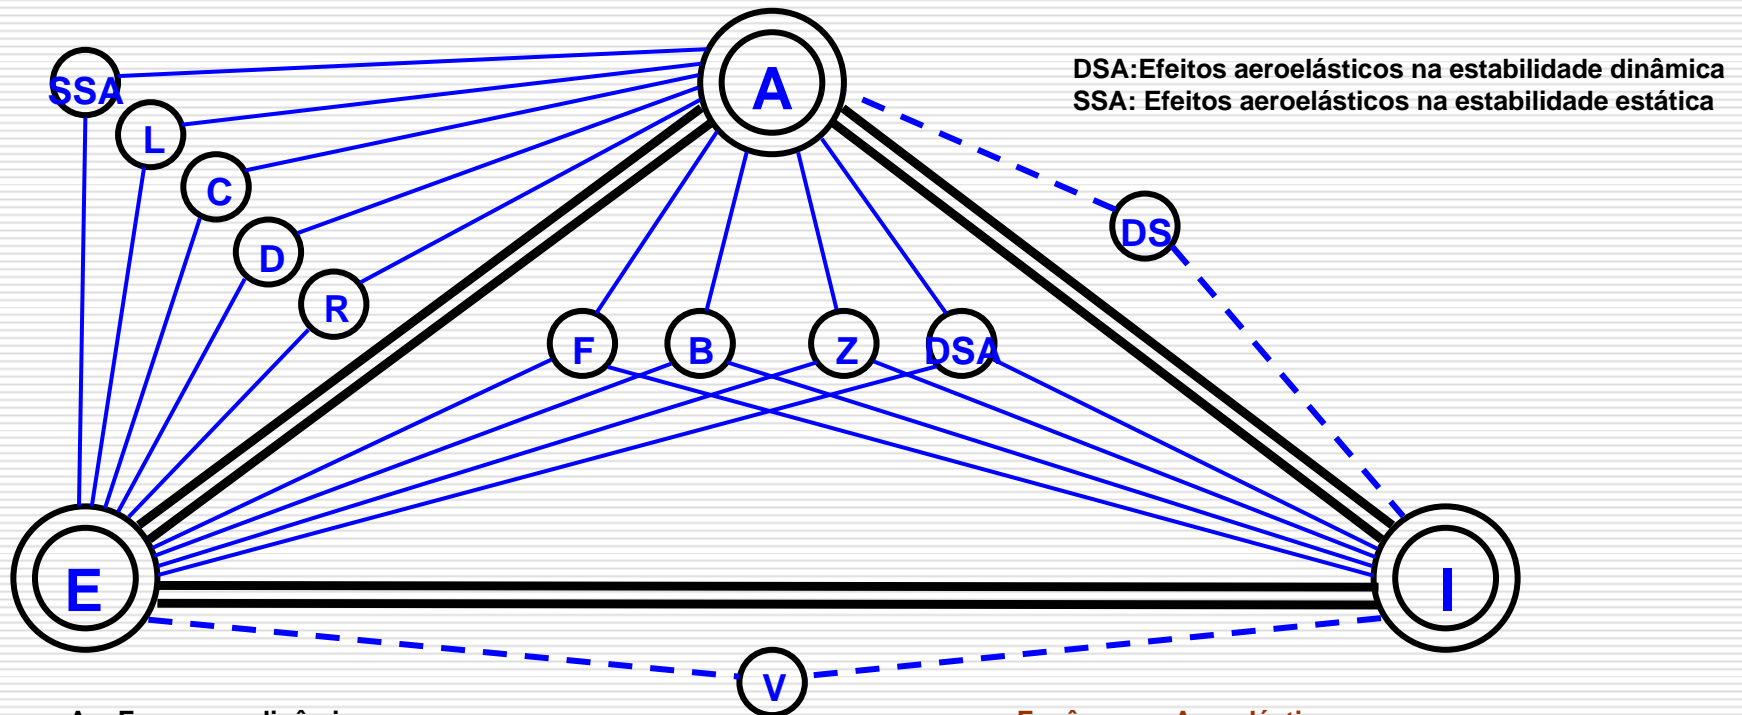 A
DSA:Efeitos aeroelásticos na estabilidade dinâmica
SSA: Efeitos aeroelásticos na estabilidade estática
SSA
L
C
D
R
DS
F
B
Z
DSA
E
I
V